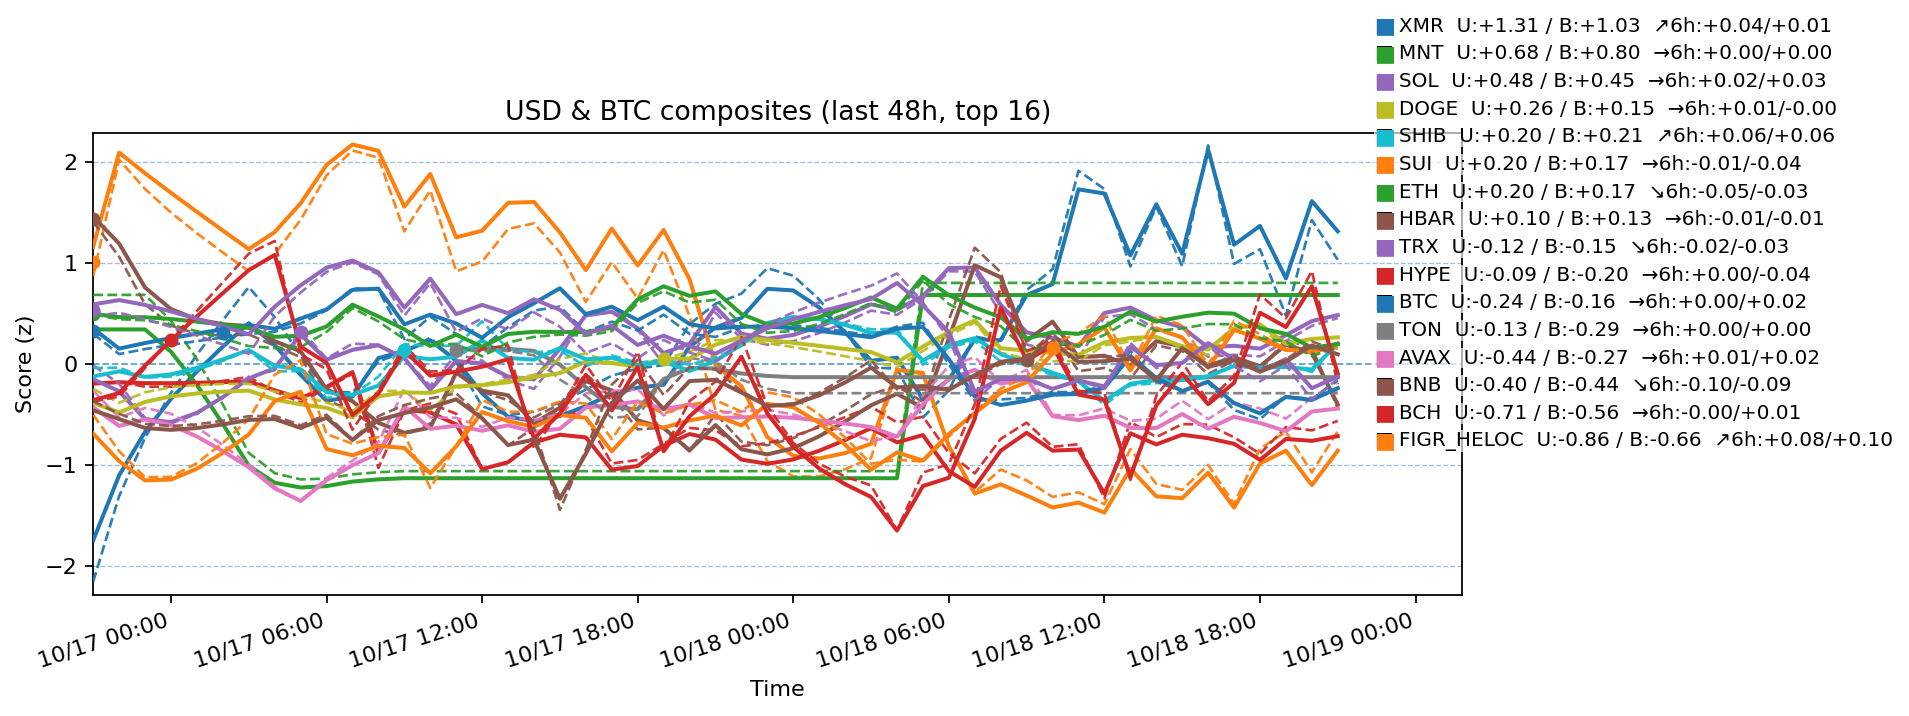 XMR  U:+1.31 / B:+1.03  ↗6h:+0.04/+0.01
MNT  U:+0.68 / B:+0.80  →6h:+0.00/+0.00
SOL  U:+0.48 / B:+0.45  →6h:+0.02/+0.03
DOGE  U:+0.26 / B:+0.15  →6h:+0.01/-0.00
SHIB  U:+0.20 / B:+0.21  ↗6h:+0.06/+0.06
SUI  U:+0.20 / B:+0.17  →6h:-0.01/-0.04
ETH  U:+0.20 / B:+0.17  ↘6h:-0.05/-0.03
HBAR  U:+0.10 / B:+0.13  →6h:-0.01/-0.01
TRX  U:-0.12 / B:-0.15  ↘6h:-0.02/-0.03
HYPE  U:-0.09 / B:-0.20  →6h:+0.00/-0.04
BTC  U:-0.24 / B:-0.16  →6h:+0.00/+0.02
TON  U:-0.13 / B:-0.29  →6h:+0.00/+0.00
AVAX  U:-0.44 / B:-0.27  →6h:+0.01/+0.02
BNB  U:-0.40 / B:-0.44  ↘6h:-0.10/-0.09
BCH  U:-0.71 / B:-0.56  →6h:-0.00/+0.01
FIGR_HELOC  U:-0.86 / B:-0.66  ↗6h:+0.08/+0.10
USD & BTC composites (last 48h, top 16)
Score (z)
2
1
0
−1
−2
10/17 00:00
10/17 06:00
10/17 12:00
10/17 18:00
10/18 00:00
10/18 06:00
10/18 12:00
10/18 18:00
10/19 00:00
Time